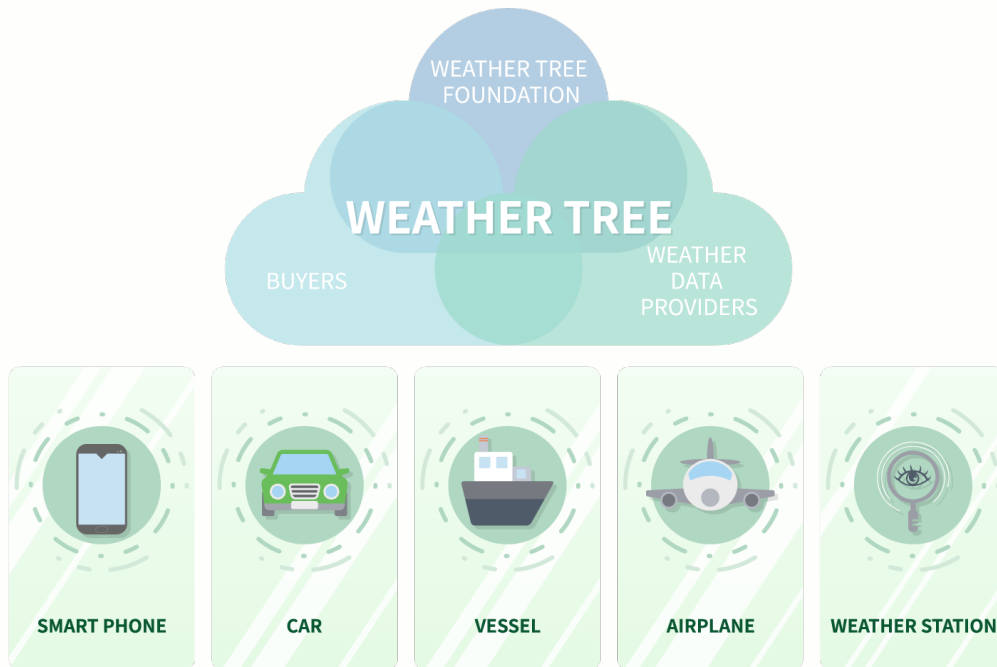 WEATHER TREE
FOUNDATION
WEATHER TREE
BUYERS
WEATHER
DATA
PROVIDERS
SMART PHONE
CAR
VESSEL
AIRPLANE
WEATHER STATION